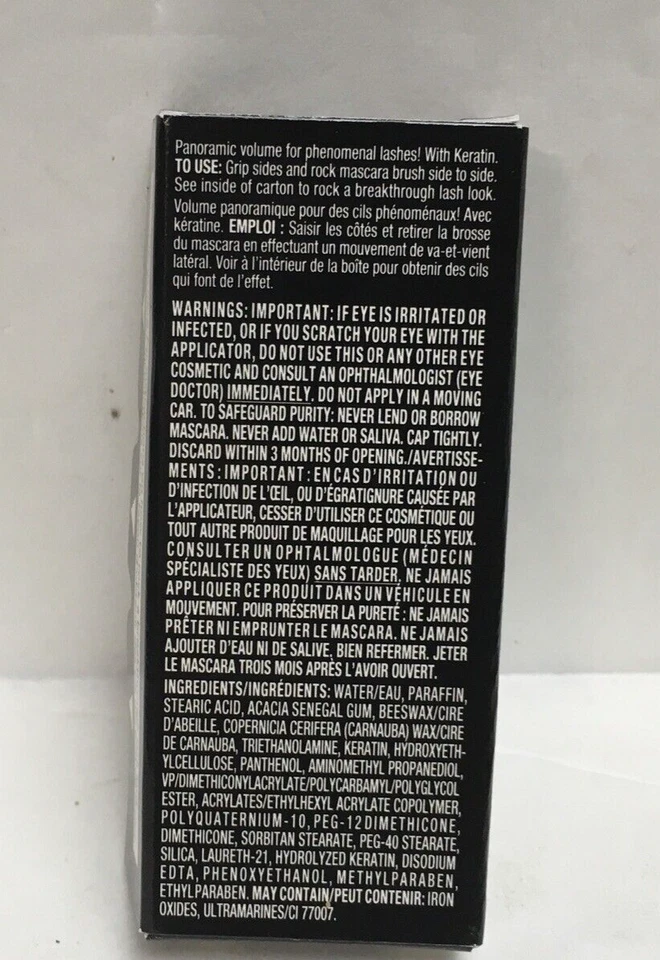 Panoramic volume for phenomenal lashes! With Keratin.
TO USE: Grip sides and rock mascara brush side to side.
See inside of carton to rock a breakthrough lash look.
Volume panoramique pour des cils phénoménaux! Avec
kératine. EMPLOI : Saisir les côtés et retirer la brosse
du mascara en effectuant un mouvement de va-et-vient
latéral. Voir à l'intérieur de la boîte pour obtenir des cils
qui font de l'effet.
WARNINGS: IMPORTANT: IF EYE IS IRRITATED OR
INFECTED, OR IF YOU SCRATCH YOUR EYE WITH THE
APPLICATOR, DO NOT USE THIS OR ANY OTHER EYE
COSMETIC AND CONSULT AN OPHTHALMOLOGIST (EYE
DOCTOR) IMMEDIATELY. DO NOT APPLY IN A MOVING
CAR. TO SAFEGUARD PURITY: NEVER LEND OR BORROW
MASCARA. NEVER ADD WATER OR SALIVA. CAP TIGHTLY.
DISCARD WITHIN 3 MONTHS OF OPENING./AVERTISSE-
MENTS : IMPORTANT : EN CAS D'IRRITATION OU
D'INFECTION DE L'ŒIL, OU D'ÉGRATIGNURE CAUSÉE PAR
L'APPLICATEUR, CESSER D'UTILISER CE COSMÉTIQUE OU
TOUT AUTRE PRODUIT DE MAQUILLAGE POUR LES YEUX.
CONSULTER UN OPHTALMOLOGUE (MÉDECIN
SPÉCIALISTE DES YEUX) SANS TARDER. NE JAMAIS
APPLIQUER CE PRODUIT DANS UN VÉHICULE EN
MOUVEMENT. POUR PRÉSERVER LA PURETÉ : NE JAMAIS
PRÊTER NI EMPRUNTER LE MASCARA. NE JAMAIS
AJOUTER D'EAU NI DE SALIVE. BIEN REFERMER. JETER
LE MASCARA TROIS MOIS APRÈS L'AVOIR OUVERT.
INGREDIENTS/INGRÉDIENTS: WATER/EAU, PARAFFIN,
STEARIC ACID, ACACIA SENEGAL GUM, BEESWAX/CIRE
D'ABEILLE, COPERNICIA CERIFERA (CARNAUBA) WAX/CIRE
DE CARNAUBA, TRIETHANOLAMINE, KERATIN, HYDROXYETH-
YLCELLULOSE, PANTHENOL, AMINOMETHYL PROPANEDIOL,
VP/DIMETHICONYLACRYLATE/POLYCARBAMYL/POLYGLYCOL
ESTER, ACRYLATES/ETHYLHEXYL ACRYLATE COPOLYMER,
POLYQUATERNIUM-10, PEG-12 DIMETHICONE,
DIMETHICONE, SORBITAN STEARATE, PEG-40 STEARATE,
SILICA, LAURETH-21, HYDROLYZED KERATIN, DISODIUM
EDTA, PHENOXYETHANOL, METHYLPARABEN,
ETHYLPARABEN. MAY CONTAIN/PEUT CONTENIR: IRON
OXIDES, ULTRAMARINES/CI 77007.